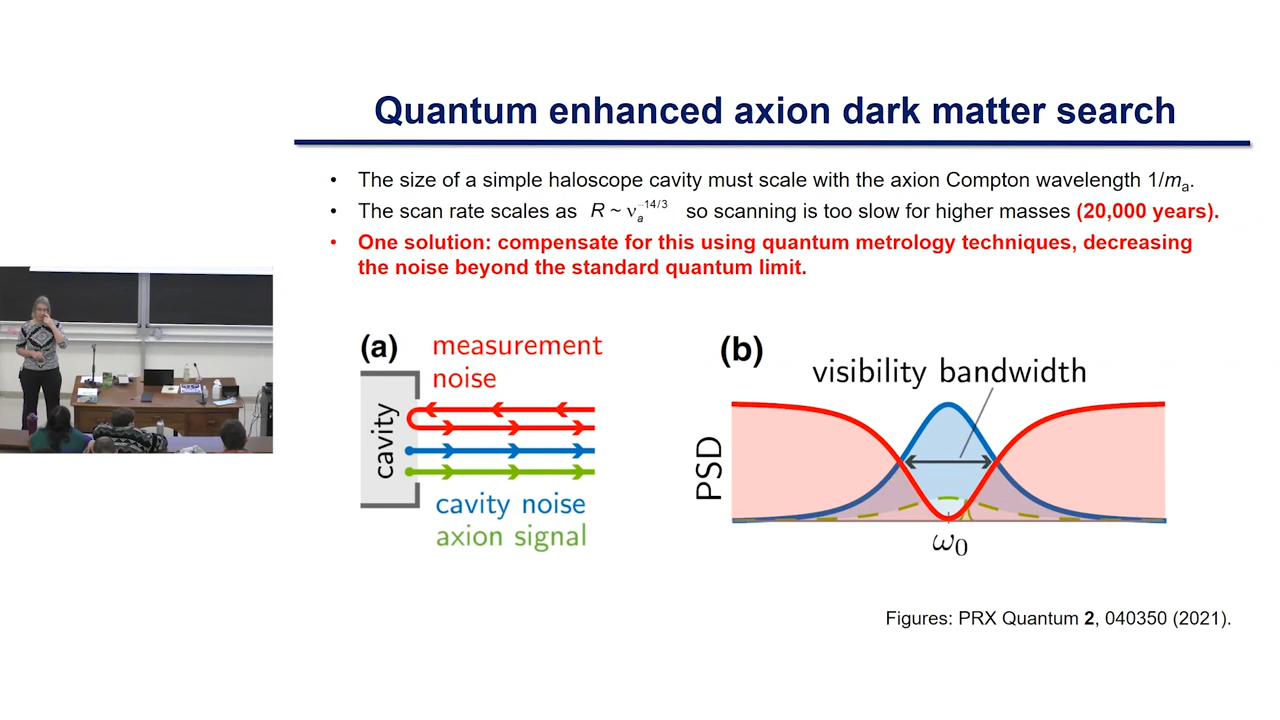 Quantum enhanced axion dark matter search
• The size of a simple haloscope cavity must scale with the axion Compton wavelength 1/mₐ.
• The scan rate scales as R ~ νₐ^-14/3 so scanning is too slow for higher masses (20,000 years).
• One solution: compensate for this using quantum metrology techniques, decreasing
the noise beyond the standard quantum limit.
(a)
measurement
noise
cavity
cavity noise
axion signal
(b)
visibility bandwidth
PSD
ω₀
Figures: PRX Quantum 2, 040350 (2021).